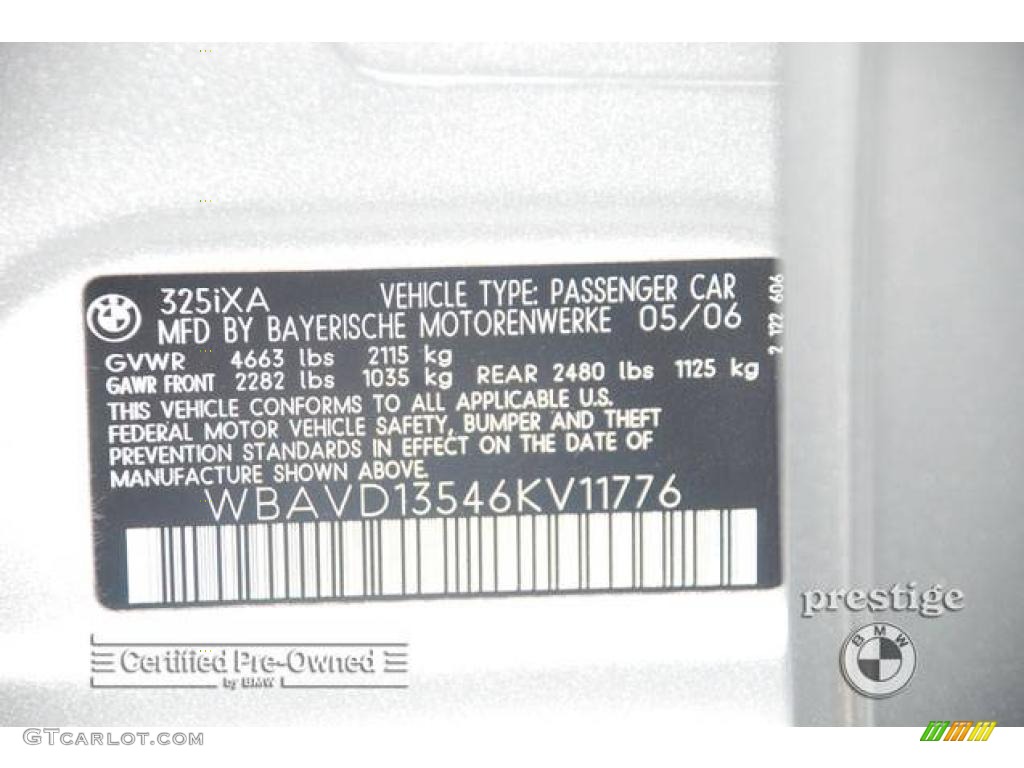 325iXA VEHICLE TYPE: PASSENGER CAR
MFD BY BAYERISCHE MOTORENWERKE 05/06
GVWR 4663 lbs 2115 kg
GAWR FRONT 2282 lbs 1035 kg REAR 2480 lbs 1125 kg
THIS VEHICLE CONFORMS TO ALL APPLICABLE U.S.
FEDERAL MOTOR VEHICLE SAFETY, BUMPER AND THEFT
PREVENTION STANDARDS IN EFFECT ON THE DATE OF
MANUFACTURE SHOWN ABOVE.
WBAVD13546KV11776
2 122 606
prestige
BMW
Certified Pre-Owned
by BMW
GTcarlot.com